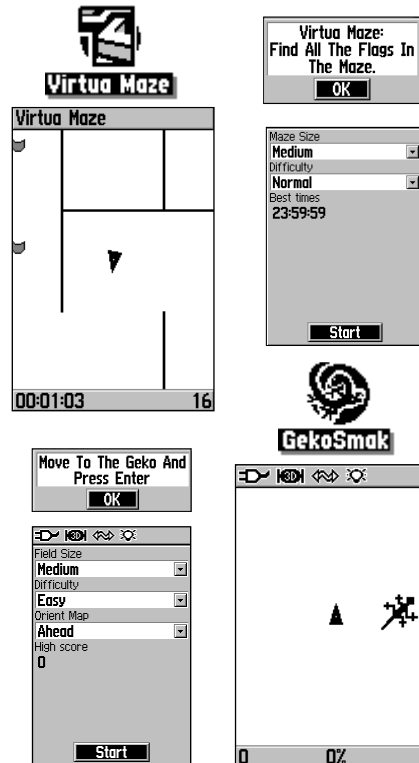 Virtua Maze
Virtua Maze
00:01:03 16
Virtua Maze:
Find All The Flags In
The Maze.
OK
Maze Size
Medium
Difficulty
Normal
Best times
23:59:59
Start
GekoSmak
Move To The Geko And
Press Enter
OK
3D
Field Size
Medium
Difficulty
Easy
Orient Map
Ahead
High score
0
Start
3D
0 0%